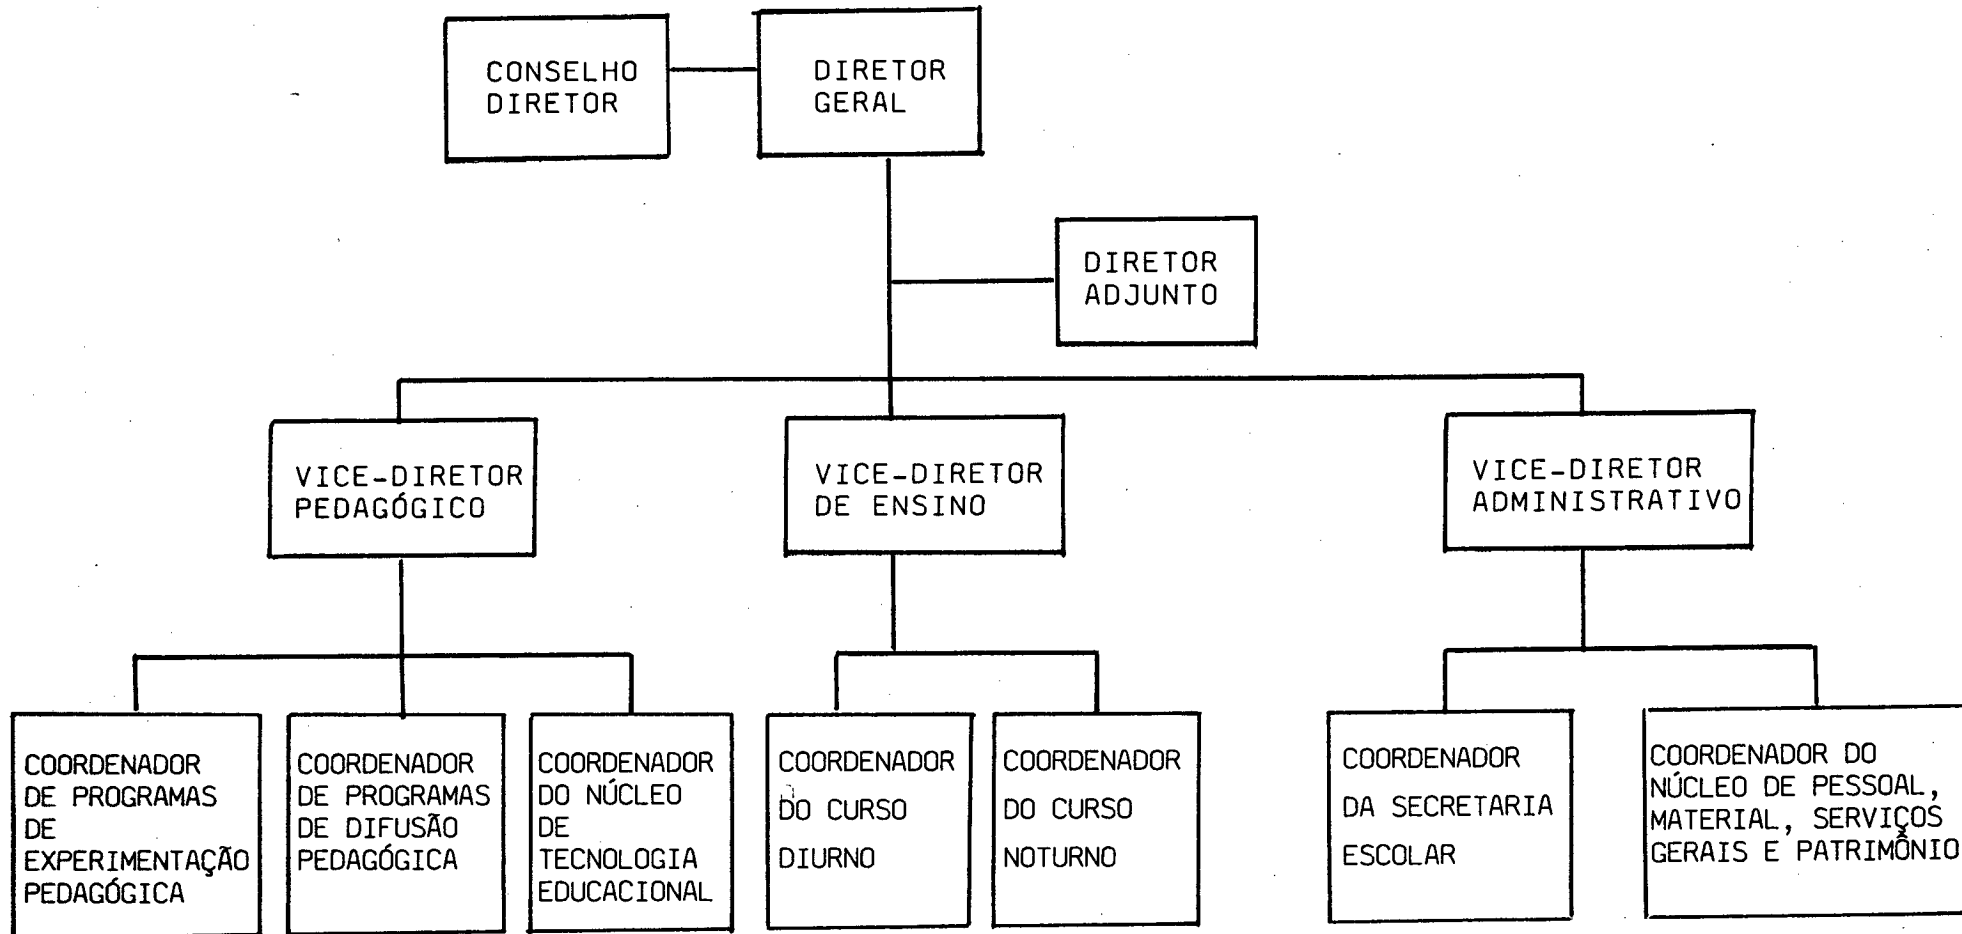 CONSELHO
DIRETOR
DIRETOR
GERAL
DIRETOR
ADJUNTO
VICE-DIRETOR
PEDAGÓGICO
VICE-DIRETOR
DE ENSINO
VICE-DIRETOR
ADMINISTRATIVO
COORDENADOR
DE PROGRAMAS
DE
EXPERIMENTAÇÃO
PEDAGÓGICA
COORDENADOR
DE PROGRAMAS
DE DIFUSÃO
PEDAGÓGICA
COORDENADOR
DO NÚCLEO
DE
TECNOLOGIA
EDUCACIONAL
COORDENADOR
DO CURSO
DIURNO
COORDENADOR
DO CURSO
NOTURNO
COORDENADOR
DA SECRETARIA
ESCOLAR
COORDENADOR DO
NÚCLEO DE PESSOAL,
MATERIAL, SERVIÇOS
GERAIS E PATRIMÔNIO